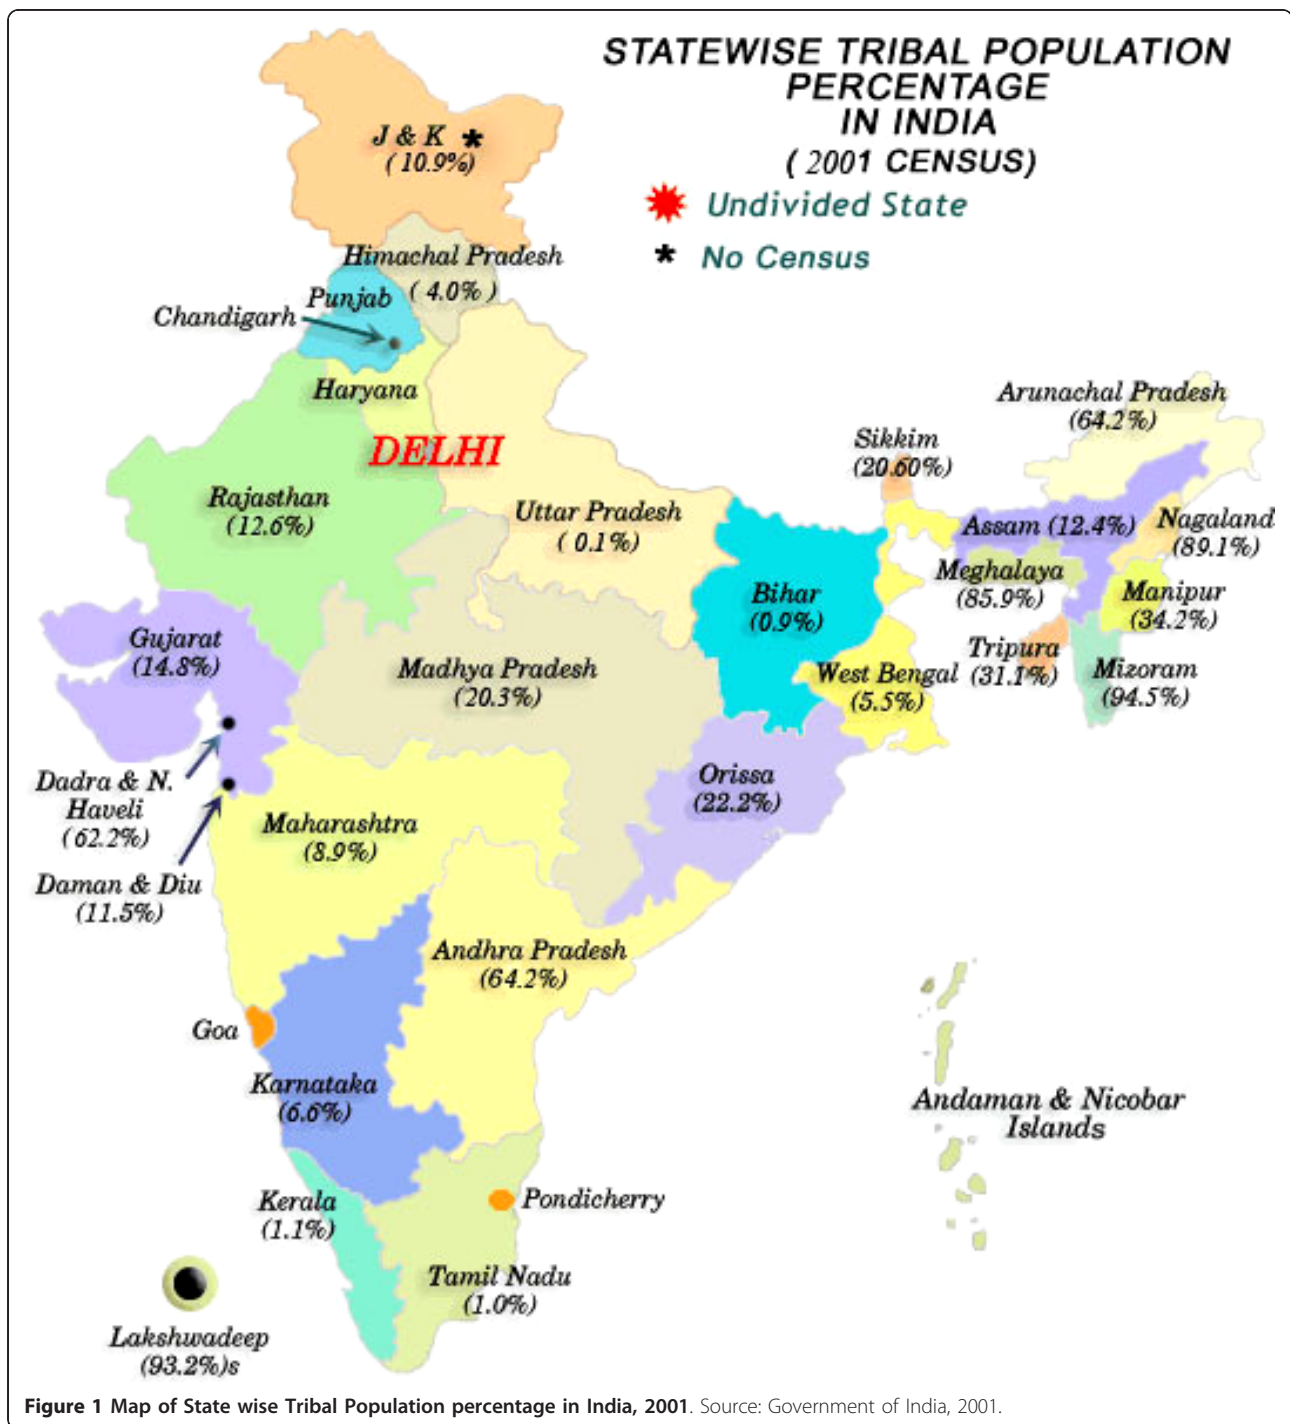 STATEWISE TRIBAL POPULATION
PERCENTAGE
IN INDIA
( 2001 CENSUS)
Undivided State
* No Census
J & K *
( 10.9%)
Himachal Pradesh
( 4.0% )
Punjab
Chandigarh
Haryana
DELHI
Arunachal Pradesh
(64.2%)
Sikkim
(20.60%)
Rajasthan
(12.6%)
Uttar Pradesh
( 0.1%)
Assam (12.4%)
Nagaland
(89.1%)
Meghalaya
(85.9%)
Bihar
(0.9%)
Manipur
(34.2%)
Gujarat
(14.8%)
Madhya Pradesh
(20.3%)
West Bengal
(5.5%)
Tripura
(31.1%)
Mizoram
(94.5%)
Dadra & N.
Haveli
( 62.2%)
Orissa
(22.2%)
Maharashtra
(8.9%)
Daman & Diu
(11.5%)
Andhra Pradesh
(64.2%)
Goa
Karnataka
(6.6%)
Andaman & Nicobar
Islands
Kerala
(1.1%)
Pondicherry
Tamil Nadu
(1.0%)
Lakshwadeep
(93.2%)s
Figure 1 Map of State wise Tribal Population percentage in India, 2001. Source: Government of India, 2001.